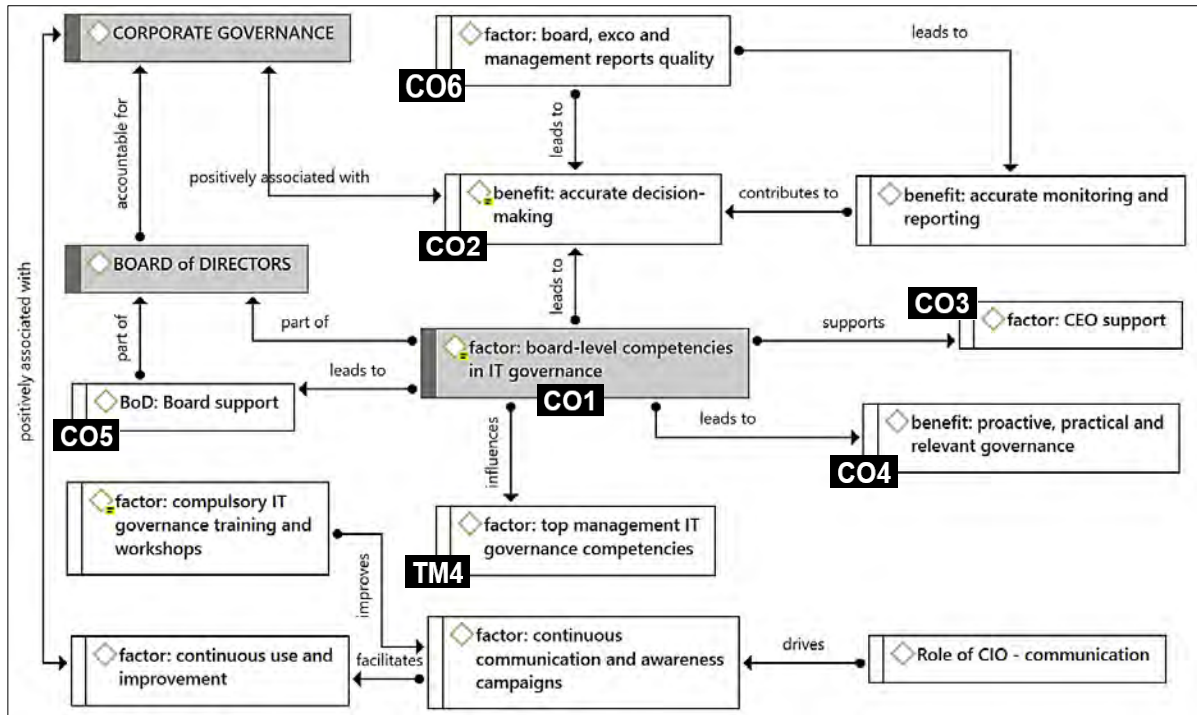 CORPORATE GOVERNANCE
factor: board, exco and
management reports quality
CO6
leads to
leads to
accountable for
positively associated with
benefit: accurate decision-
making
CO2
contributes to
benefit: accurate monitoring and
reporting
BOARD of DIRECTORS
leads to
CO3
factor: CEO support
part of
part of
factor: board-level competencies
in IT governance
CO1
supports
leads to
BoD: Board support
CO5
leads to
benefit: proactive, practical and
relevant governance
CO4
positively associated with
influences
factor: compulsory IT
governance training and
workshops
factor: top management IT
governance competencies
TM4
improves
factor: continuous use and
improvement
facilitates
factor: continuous
communication and awareness
campaigns
drives
Role of CIO - communication